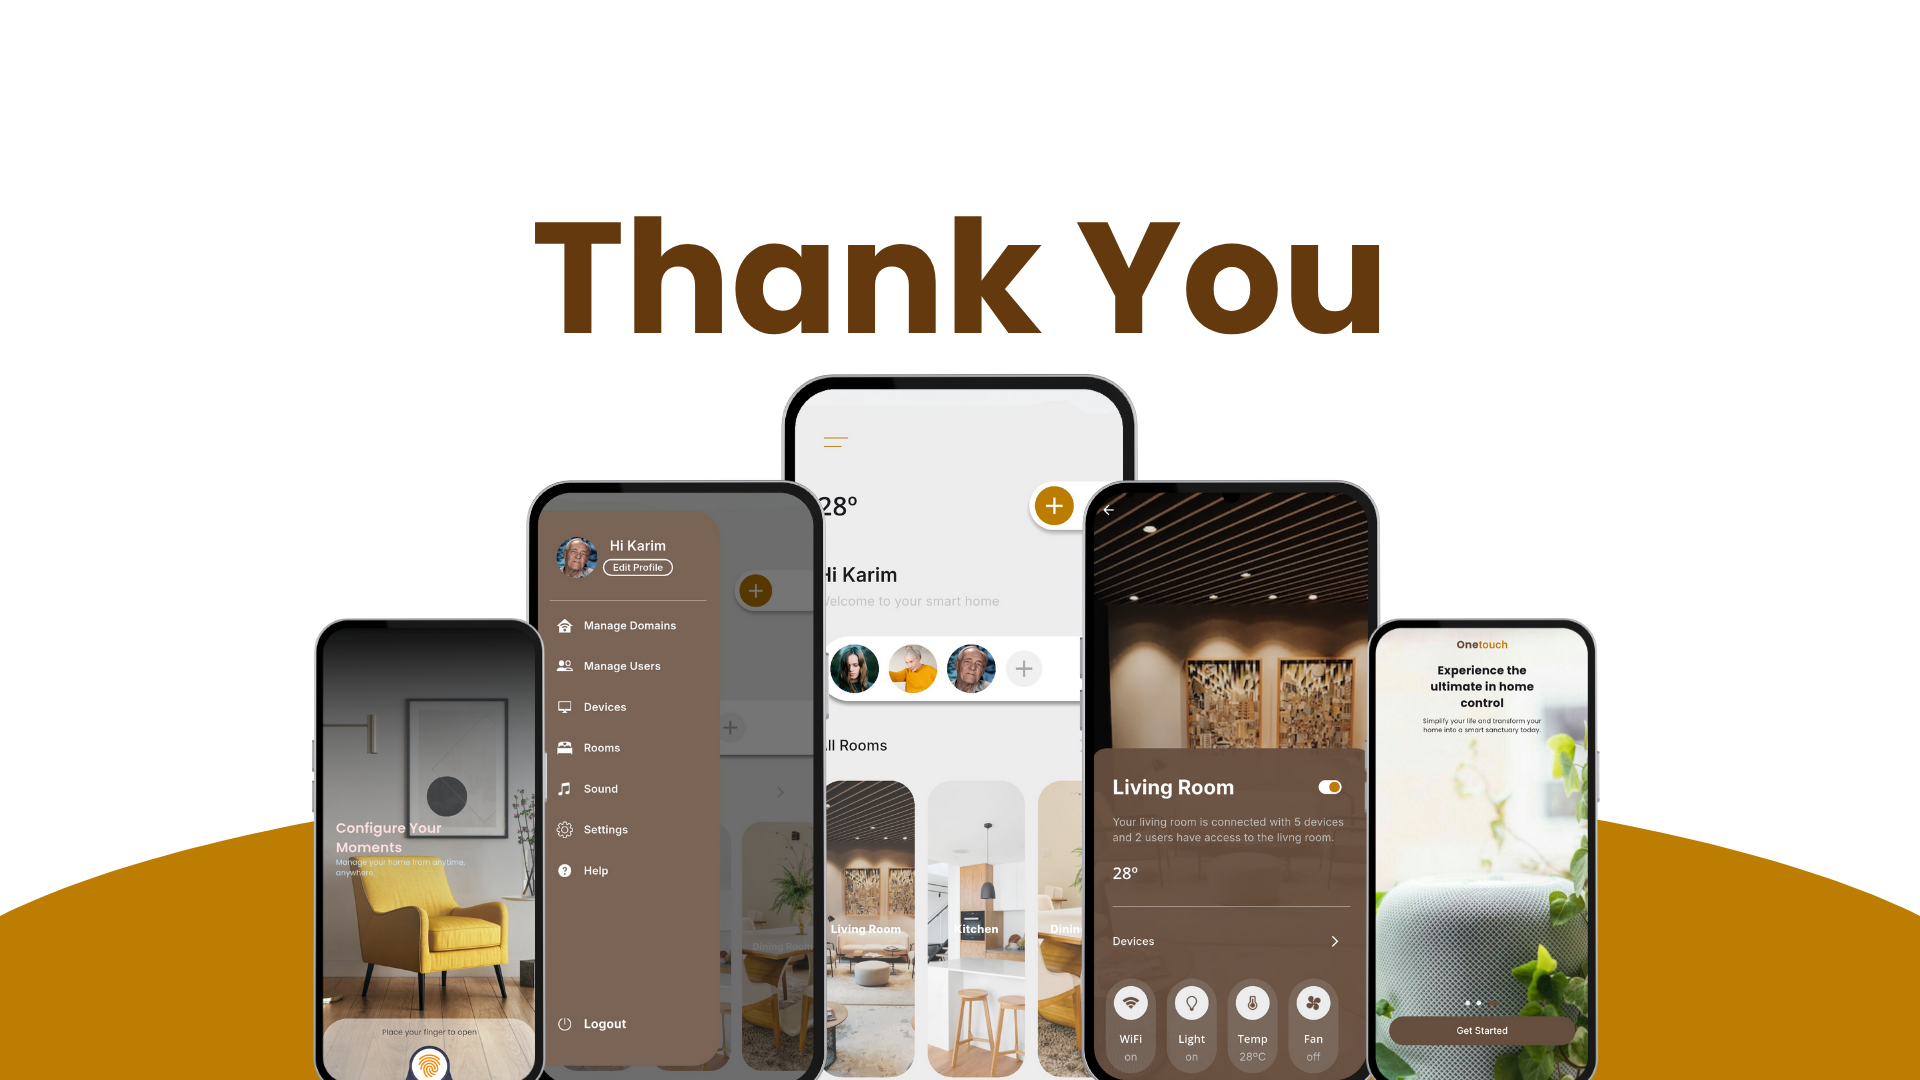 Thank You
28°
Hi Karim
Welcome to your smart home
All Rooms
Living Room
Kitchen
Dinin
Hi Karim
Edit Profile
Manage Domains
Manage Users
Devices
Rooms
Sound
Settings
Help
Dining Room
Logout
Living Room
Your living room is connected with 5 devices
and 2 users have access to the livng room.
28°
Devices
WiFi
on
Light
on
Temp
28°C
Fan
off
Configure Your
Moments
Manage your home from anytime,
anywhere.
Place your finger to open
Onetouch
Experience the
ultimate in home
control
Simplify your life and transform your
home into a smart sanctuary today.
Get Started